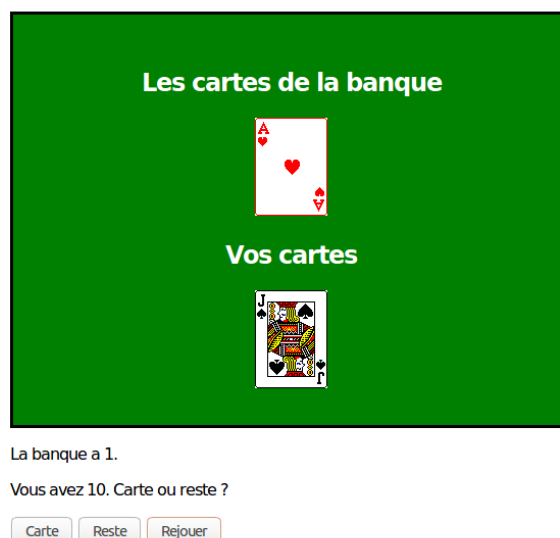 Les cartes de la banque
A
A
Vos cartes
J
J
La banque a 1.
Vous avez 10. Carte ou reste ?
Carte Reste Rejouer